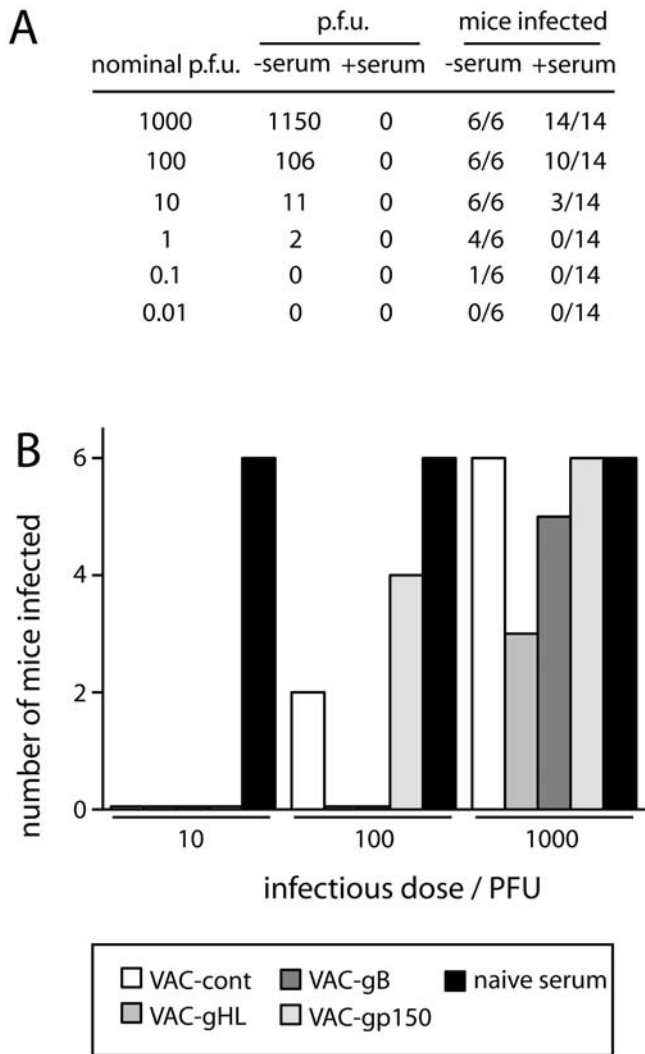 A
p.f.u. mice infected
nominal p.f.u. -serum +serum -serum +serum
1000 1150 0 6/6 14/14
100 106 0 6/6 10/14
10 11 0 6/6 3/14
1 2 0 4/6 0/14
0.1 0 0 1/6 0/14
0.01 0 0 0/6 0/14
B
number of mice infected
6
4
2
0
10 100 1000
infectious dose / PFU
VAC-cont VAC-gB naive serum
VAC-gHL VAC-gp150